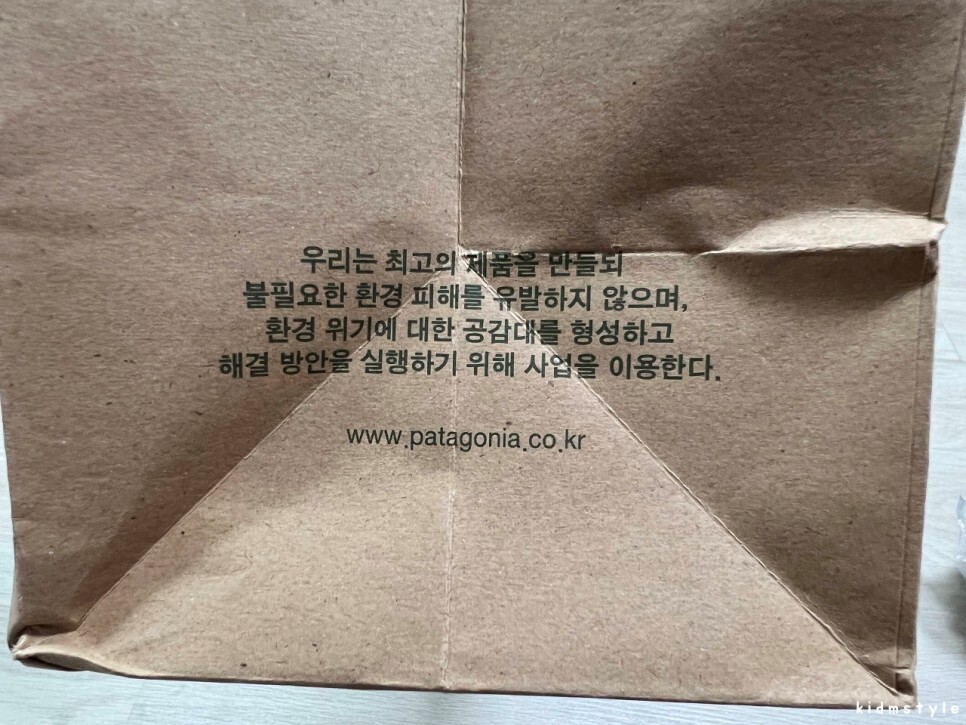 우리는 최고의 제품을 만들되
불필요한 환경 피해를 유발하지 않으며,
환경 위기에 대한 공감대를 형성하고
해결 방안을 실행하기 위해 사업을 이용한다.
www.patagonia.co.kr
kidmstyle